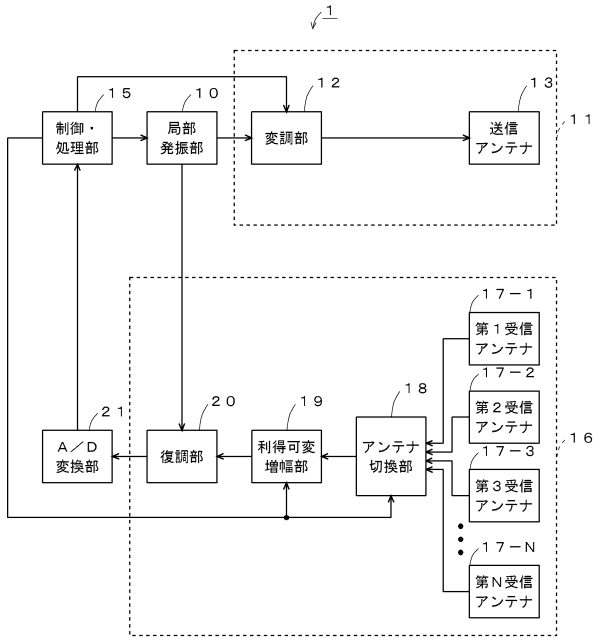 1
15
10
12
13
制御・
処理部
局部
発振部
変調部
送信
アンテナ
11
17-1
第1受信
アンテナ
17-2
第2受信
アンテナ
17-3
第3受信
アンテナ
17-N
第N受信
アンテナ
16
18
アンテナ
切換部
19
利得可変
増幅部
20
復調部
21
A/D
変換部